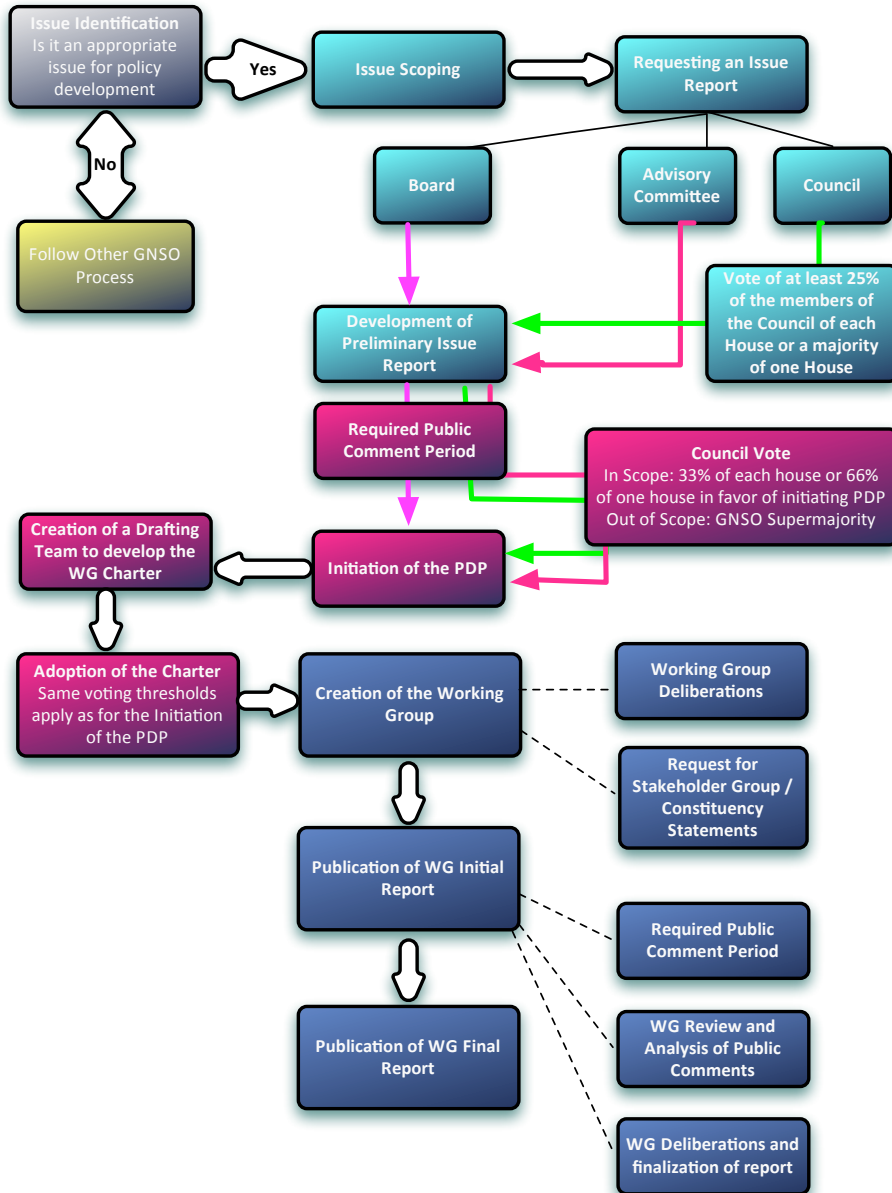 Issue Identification
Is it an appropriate
issue for policy
development
Yes
Issue Scoping
Requesting an Issue
Report
No
Board
Advisory
Committee
Council
Follow Other GNSO
Process
Vote of at least 25%
of the members of
the Council of each
House or a majority
of one House
Development of
Preliminary Issue
Report
Required Public
Comment Period
Council Vote
In Scope: 33% of each house or 66%
of one house in favor of initiating PDP
Out of Scope: GNSO Supermajority
Creation of a Drafting
Team to develop the
WG Charter
Initiation of the PDP
Adoption of the Charter
Same voting thresholds
apply as for the Initiation
of the PDP
Creation of the Working
Group
Working Group
Deliberations
Request for
Stakeholder Group /
Constituency
Statements
Publication of WG Initial
Report
Required Public
Comment Period
Publication of WG Final
Report
WG Review and
Analysis of Public
Comments
WG Deliberations and
finalization of report